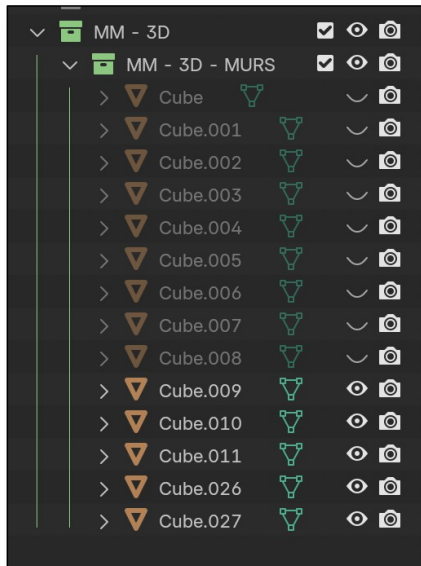 MM - 3D
MM - 3D - MURS
Cube
Cube.001
Cube.002
Cube.003
Cube.004
Cube.005
Cube.006
Cube.007
Cube.008
Cube.009
Cube.010
Cube.011
Cube.026
Cube.027